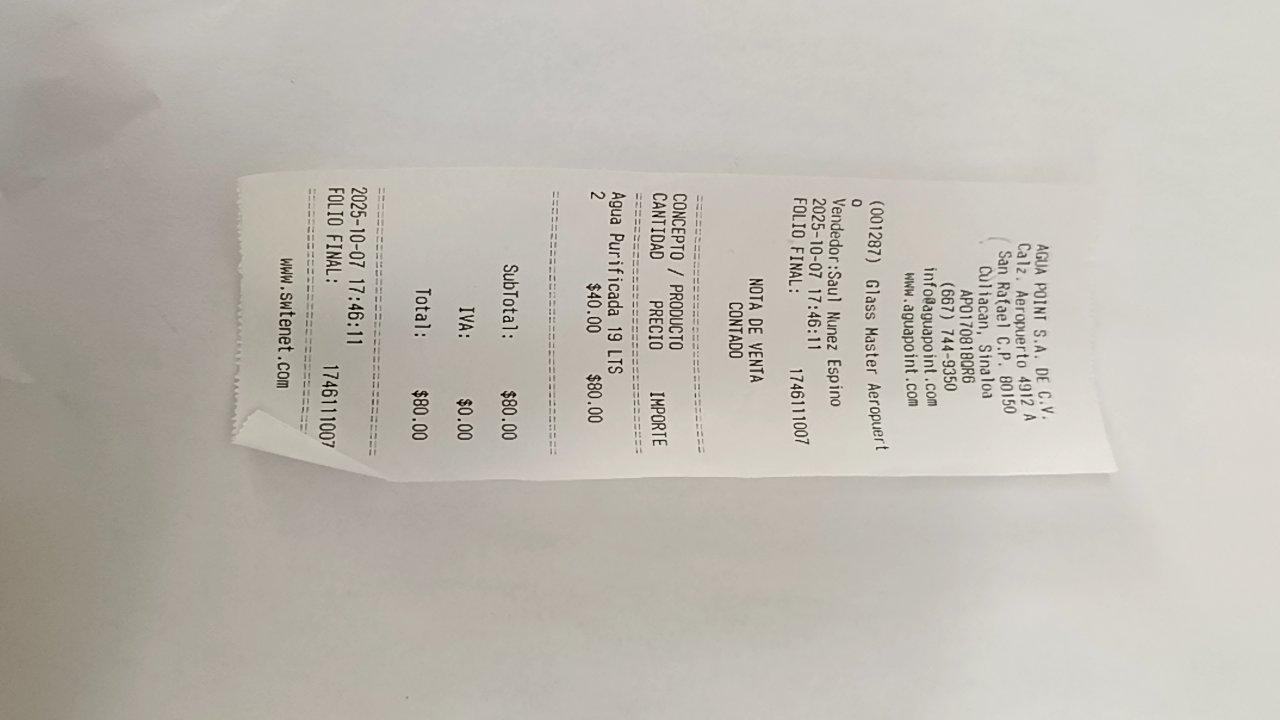 AGUA POINT S.A. DE C.V.
Calz. Aeropuerto 4912 A
San Rafael C.P. 80150
( Culiacan, Sinaloa
APO170818QR6
(667) 744-9350
info@aguapoint.com
www.aguapoint.com
(001287) Glass Master Aeropuert
o
Vendedor:Saul Nunez Espino
2025-10-07 17:46:11
FOLIO FINAL: 1746111007
NOTA DE VENTA
CONTADO
------------------------------
CONCEPTO / PRODUCTO
CANTIDAD PRECIO IMPORTE
------------------------------
Agua Purificada 19 LTS
2 $40.00 $80.00
------------------------------
SubTotal: $80.00
IVA: $0.00
Total: $80.00
------------------------------
2025-10-07 17:46:11
FOLIO FINAL: 1746111007
------------------------------
www.swtenet.com